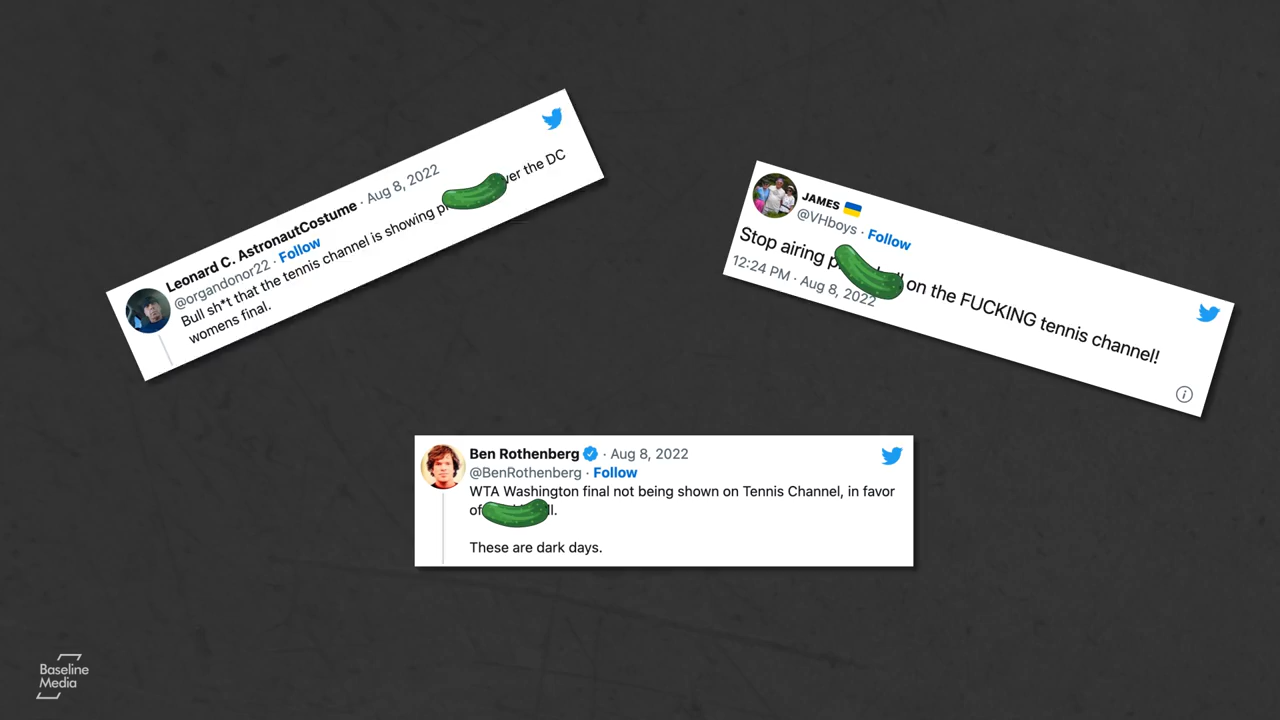 Leonard C. AstronautCostume · Aug 8, 2022
@organdonor22 · Follow
Bull sh*t that the tennis channel is showing the DC
womens final.
JAMES
@VHboys · Follow
Stop airing on the FUCKING tennis channel!
12:24 PM · Aug 8, 2022
Ben Rothenberg · Aug 8, 2022
@BenRothenberg · Follow
WTA Washington final not being shown on Tennis Channel, in favor
of
These are dark days.
Baseline
Media